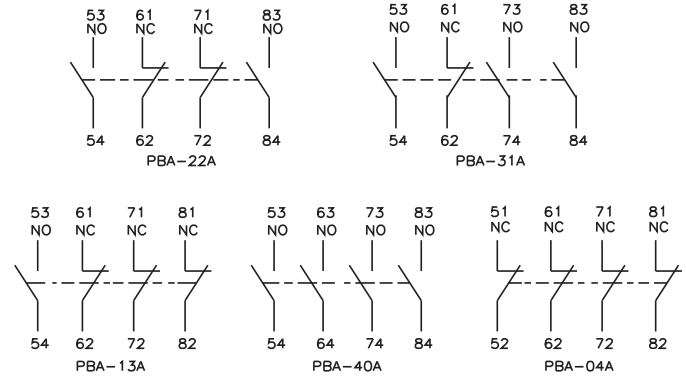 53 61 71 83
NO NC NC NO
54 62 72 84
PBA-22A
53 61 73 83
NO NC NO NO
54 62 74 84
PBA-31A
53 61 71 81
NO NC NC NC
54 62 72 82
PBA-13A
53 63 73 83
NO NO NO NO
54 64 74 84
PBA-40A
51 61 71 81
NC NC NC NC
52 62 72 82
PBA-04A